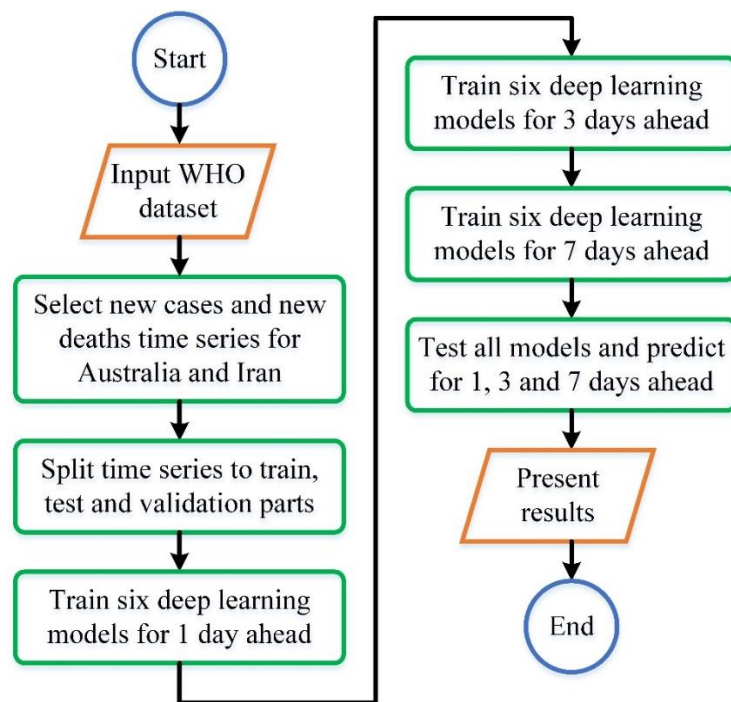 Start
Input WHO
dataset
Select new cases and new
deaths time series for
Australia and Iran
Split time series to train,
test and validation parts
Train six deep learning
models for 1 day ahead
Train six deep learning
models for 3 days ahead
Train six deep learning
models for 7 days ahead
Test all models and predict
for 1, 3 and 7 days ahead
Present
results
End